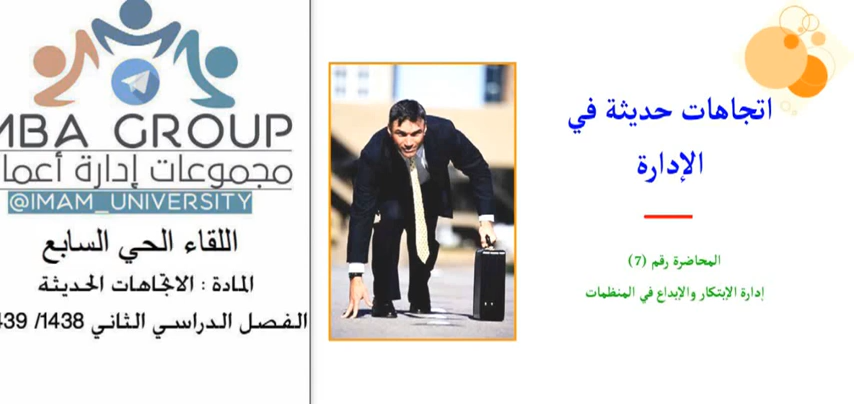 MBA GROUP
مجموعات إدارة أعما
@IMAM_UNIVERSITY
اللقاء الحي السابع
المادة : الاتجاهات الحديثة
الفصل الدراسي الثاني 1438/ 439
اتجاهات حديثة في
الإدارة
المحاضرة رقم (7)
إدارة الإبتكار والإبداع في المنظمات